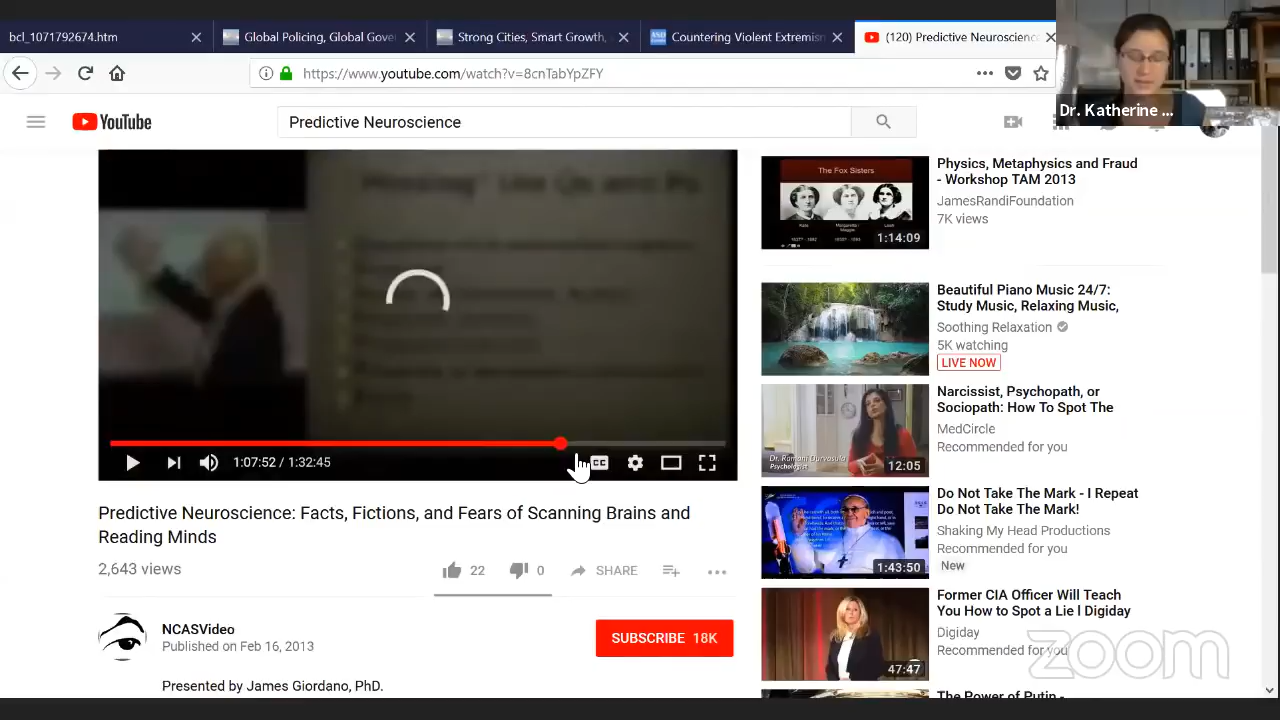 bcl_1071792674.htm
Global Policing, Global Gove
Strong Cities, Smart Growth,
Countering Violent Extremism
(120) Predictive Neuroscience
https://www.youtube.com/watch?v=8cnTabYpZFY
Dr. Katherine ...
YouTube
Predictive Neuroscience
The Fox Sisters
1:14:09
Physics, Metaphysics and Fraud
- Workshop TAM 2013
JamesRandiFoundation
7K views
Beautiful Piano Music 24/7:
Study Music, Relaxing Music,
Soothing Relaxation
5K watching
LIVE NOW
Narcissist, Psychopath, or
Sociopath: How To Spot The
MedCircle
Recommended for you
Dr. Ramani Durvasula
Psychologist
12:05
1:07:52 / 1:32:45
CC
Do Not Take The Mark - I Repeat
Do Not Take The Mark!
Shaking My Head Productions
Recommended for you
New
1:43:50
Predictive Neuroscience: Facts, Fictions, and Fears of Scanning Brains and
Reading Minds
2,643 views
22
0
SHARE
Former CIA Officer Will Teach
You How to Spot a Lie l Digiday
Digiday
Recommended for you
47:47
NCASVideo
Published on Feb 16, 2013
SUBSCRIBE 18K
Presented by James Giordano, PhD.
The Power of Putin -
zoom